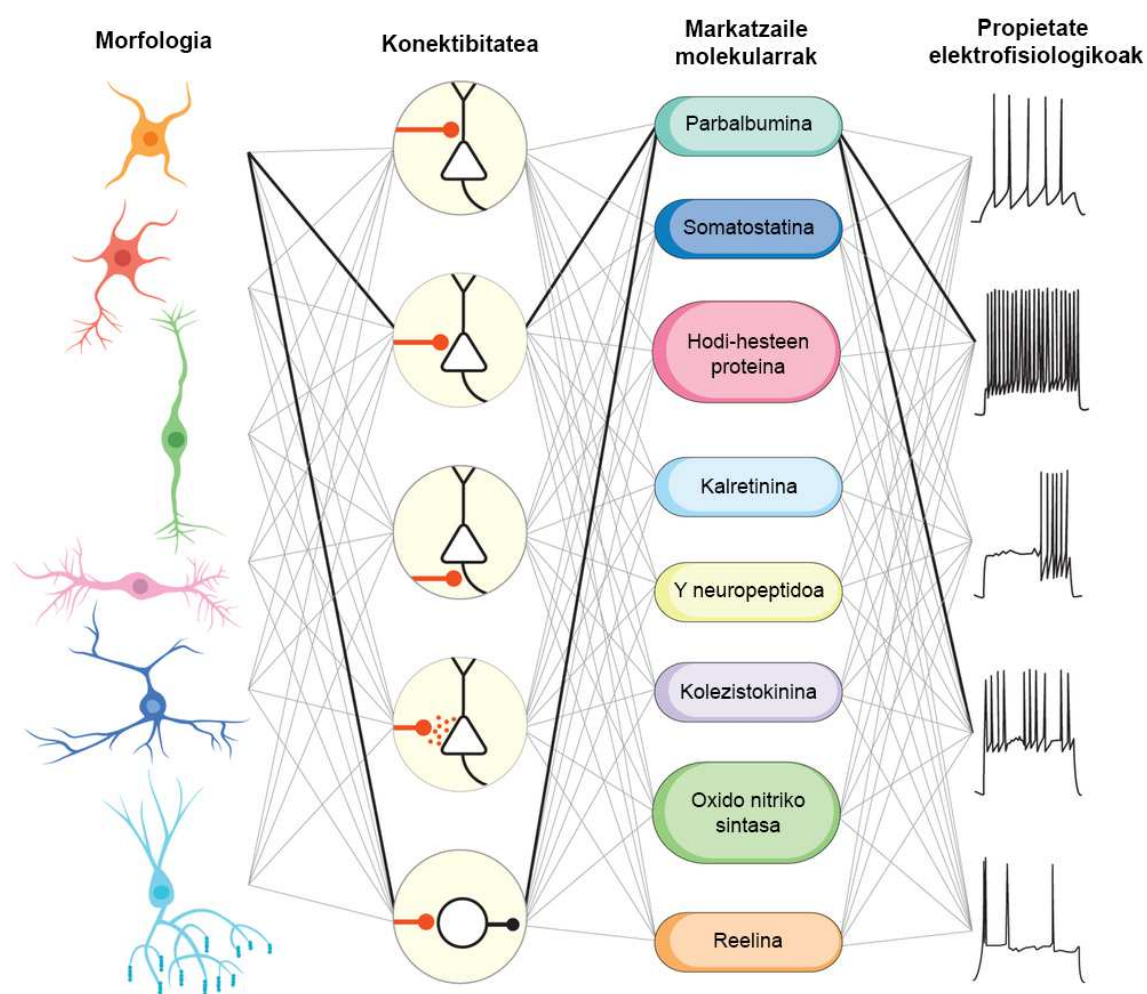 Morfologia
Konektibitatea
Markatzaile
molekularrak
Propietate
elektrofisiologikoak
Parbalbumina
Somatostatina
Hodi-hesteen
proteina
Kalretinina
Y neuropeptidoa
Kolezistokinina
Oxido nitriko
sintasa
Reelina